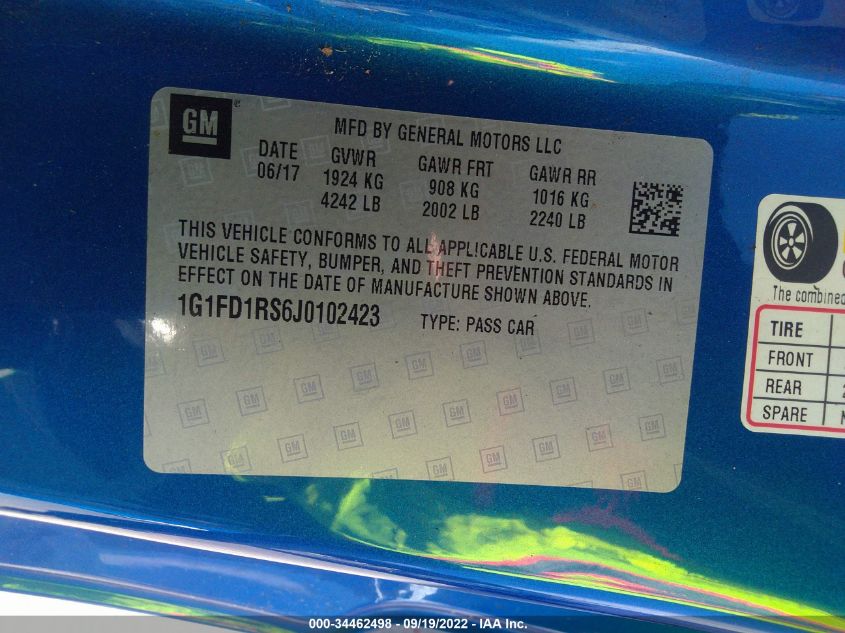 GM
MFD BY GENERAL MOTORS LLC
DATE GVWR GAWR FRT GAWR RR
06/17 1924 KG 908 KG 1016 KG
4242 LB 2002 LB 2240 LB
THIS VEHICLE CONFORMS TO ALL APPLICABLE U.S. FEDERAL MOTOR
VEHICLE SAFETY, BUMPER, AND THEFT PREVENTION STANDARDS IN
EFFECT ON THE DATE OF MANUFACTURE SHOWN ABOVE.
1G1FD1RS6J0102423 TYPE: PASS CAR
The combined
TIRE
FRONT
REAR
SPARE
000-34462498 - 09/19/2022 - IAA Inc.